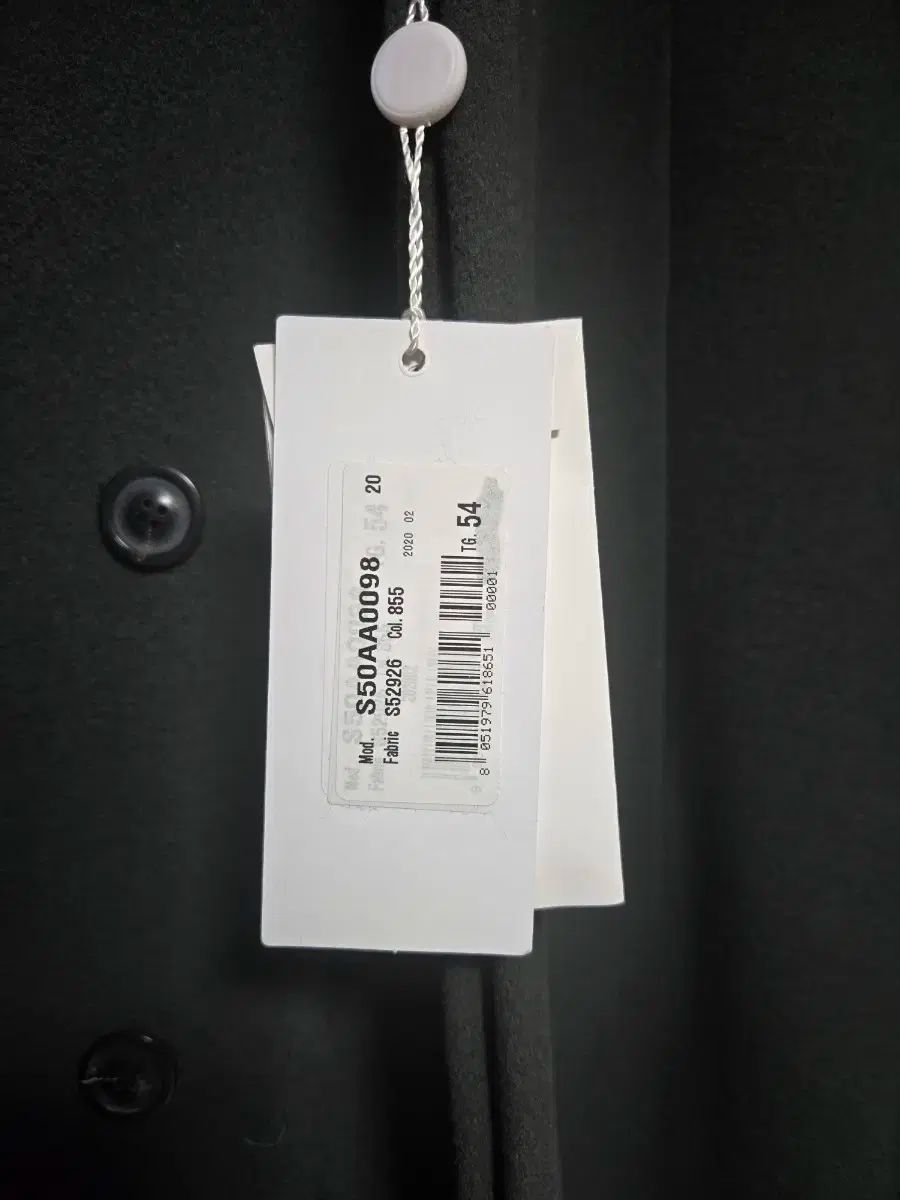 Mod. S50AA0098 20
Fabric S52926 Col. 855
2020 02
TG. 54
8 051979 618651 00001